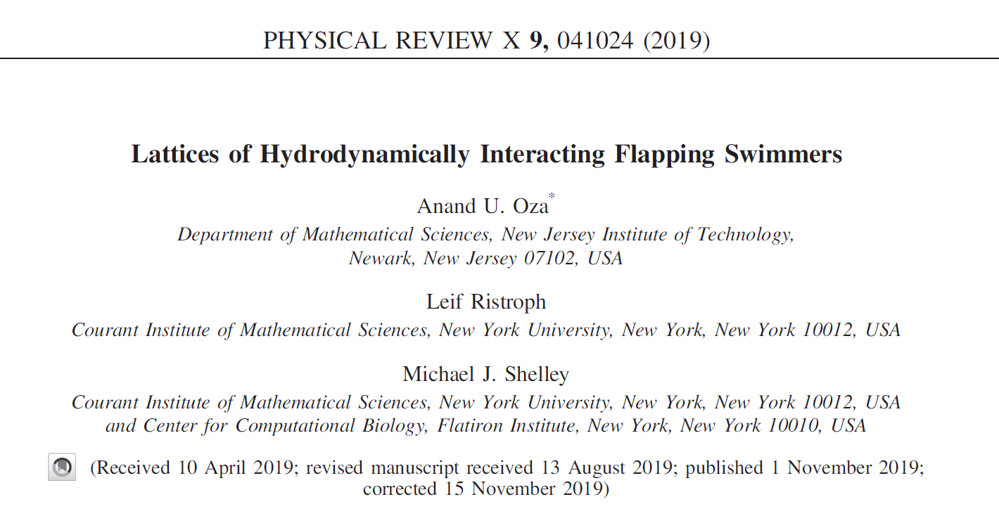 PHYSICAL REVIEW X 9, 041024 (2019)
Lattices of Hydrodynamically Interacting Flapping Swimmers
Anand U. Oza*
Department of Mathematical Sciences, New Jersey Institute of Technology,
Newark, New Jersey 07102, USA
Leif Ristroph
Courant Institute of Mathematical Sciences, New York University, New York, New York 10012, USA
Michael J. Shelley
Courant Institute of Mathematical Sciences, New York University, New York, New York 10012, USA
and Center for Computational Biology, Flatiron Institute, New York, New York 10010, USA
(Received 10 April 2019; revised manuscript received 13 August 2019; published 1 November 2019;
corrected 15 November 2019)